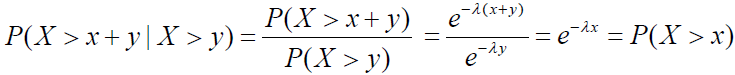 P(X > x + y | X > y) = P(X > x + y) / P(X > y) = e^{-λ(x+y)} / e^{-λy} = e^{-λx} = P(X > x)